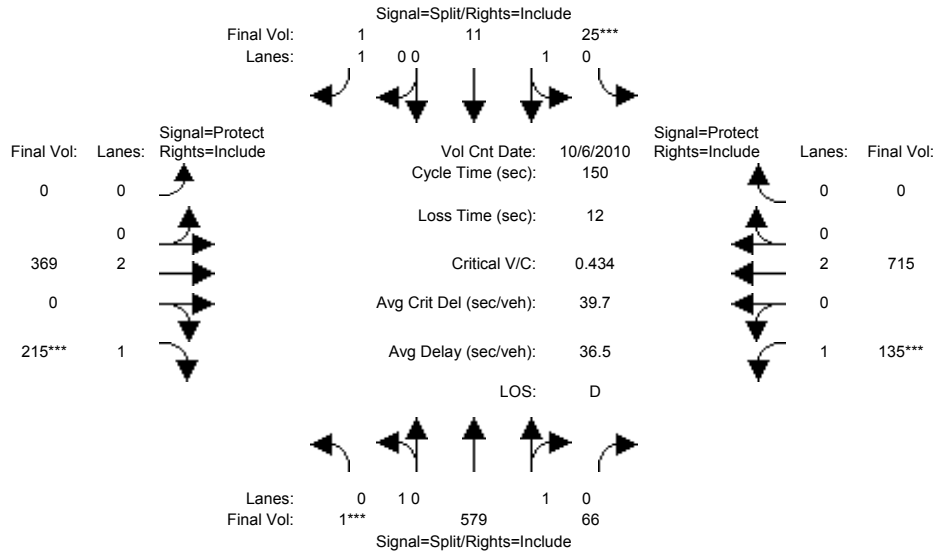 Signal=Split/Rights=Include
Final Vol: 1 11 25***
Lanes: 1 0 0 1 0
Signal=Protect Signal=Protect
Final Vol: Lanes: Rights=Include Vol Cnt Date: 10/6/2010 Rights=Include Lanes: Final Vol:
Cycle Time (sec): 150
0 0 0 0
Loss Time (sec): 12
0 0
369 2 Critical V/C: 0.434 2 715
0 Avg Crit Del (sec/veh): 39.7 0
215*** 1 Avg Delay (sec/veh): 36.5 1 135***
LOS: D
Lanes: 0 1 0 1 0
Final Vol: 1*** 579 66
Signal=Split/Rights=Include